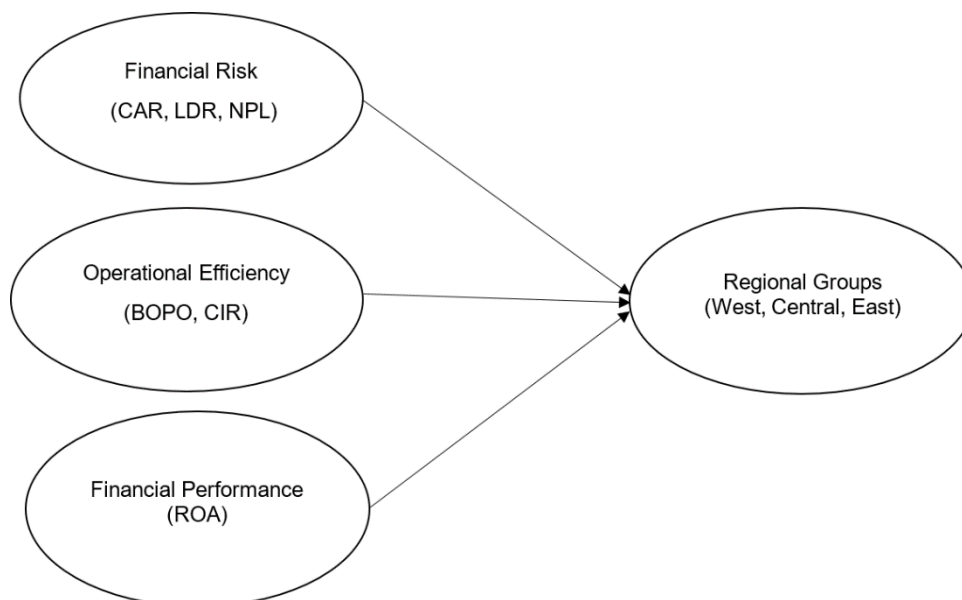 Financial Risk
(CAR, LDR, NPL)
Operational Efficiency
(BOPO, CIR)
Financial Performance
(ROA)
Regional Groups
(West, Central, East)